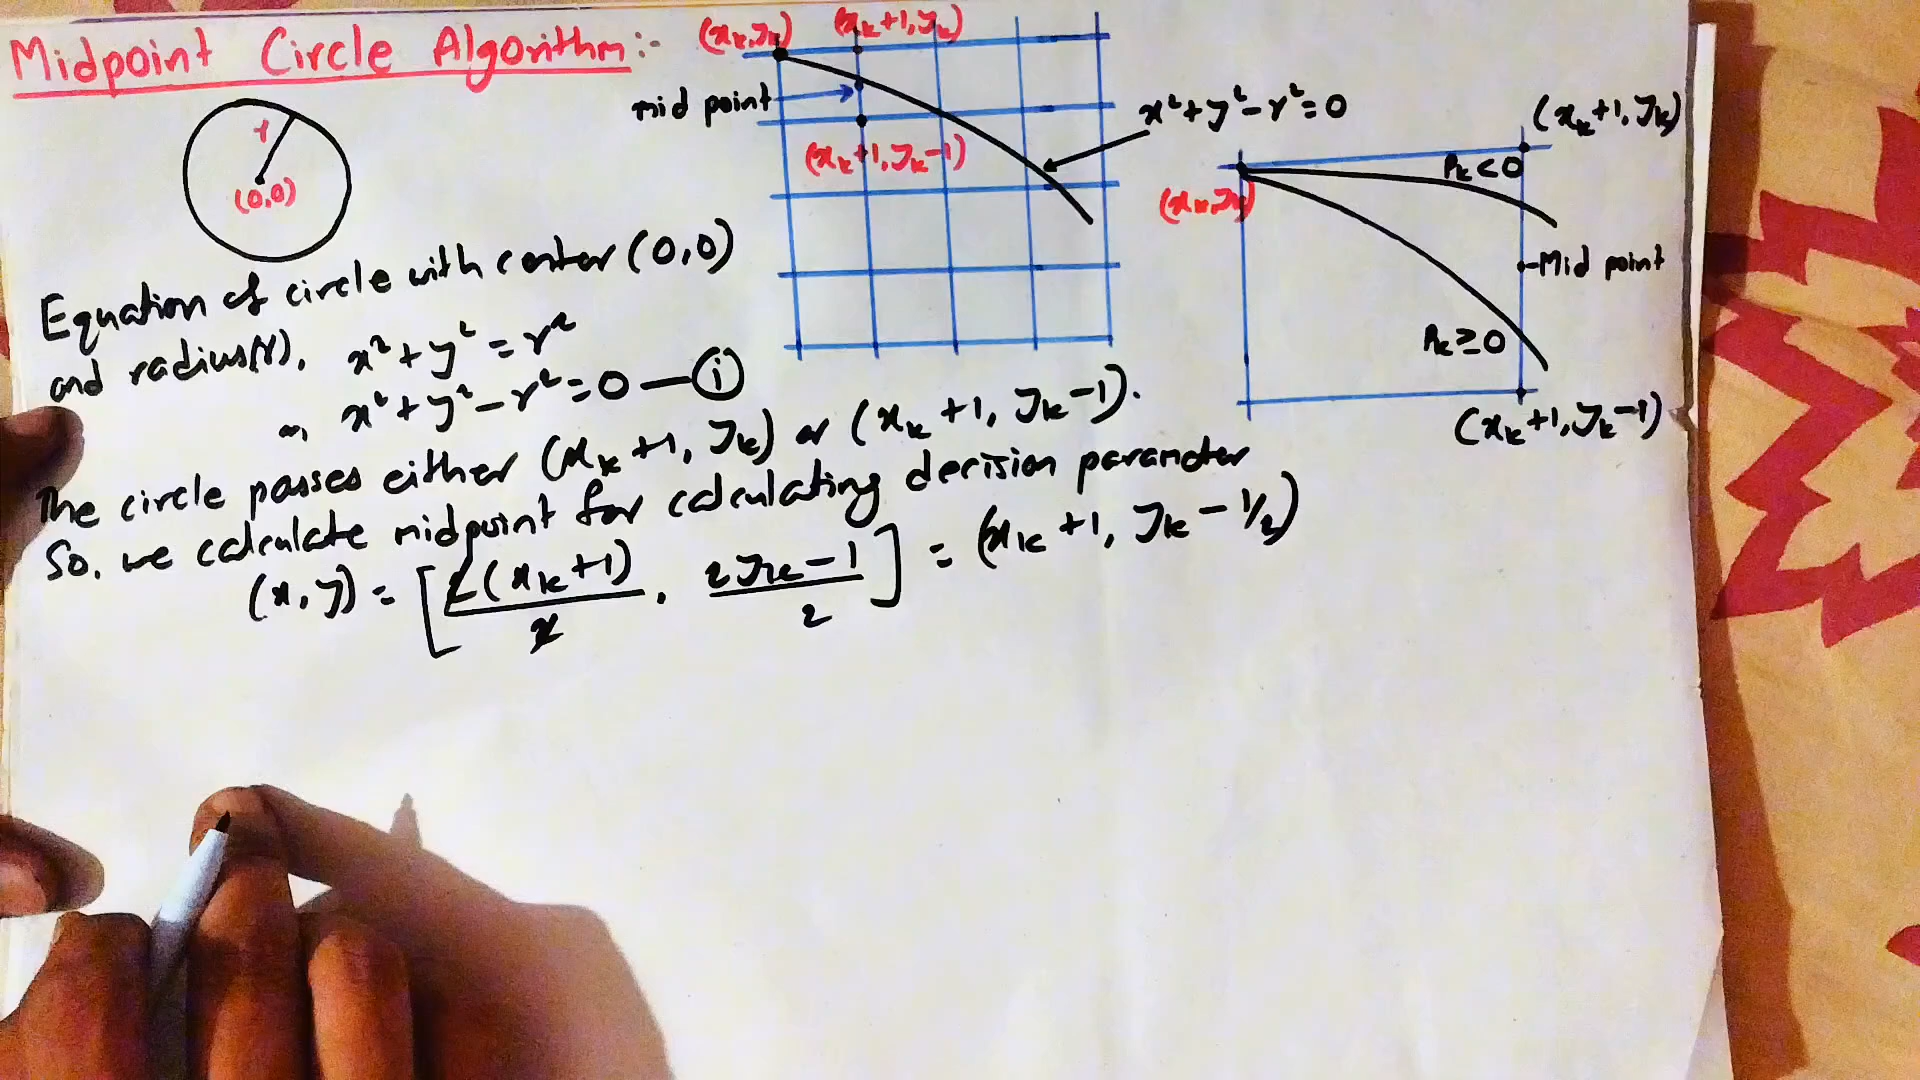 Midpoint Circle Algorithm:-
r
(0,0)
(xₖ,yₖ) (xₖ+1,yₖ)
mid point
(xₖ+1,yₖ-1)
x²+y²-r²=0
(xₖ+1,yₖ)
Pₖ<0
(xₖ,yₖ)
-Mid point
Pₖ≥0
(xₖ+1,yₖ-1)
Equation of circle with center (0,0)
and radius(r), x²+y²=r²
or, x²+y²-r²=0 — (i)
The circle passes either (xₖ+1, yₖ) or (xₖ+1, yₖ-1).
So, we calculate midpoint for calculating decision parameter
(x,y) = [2(xₖ+1)/2, 2yₖ-1/2] = (xₖ+1, yₖ-1/2)